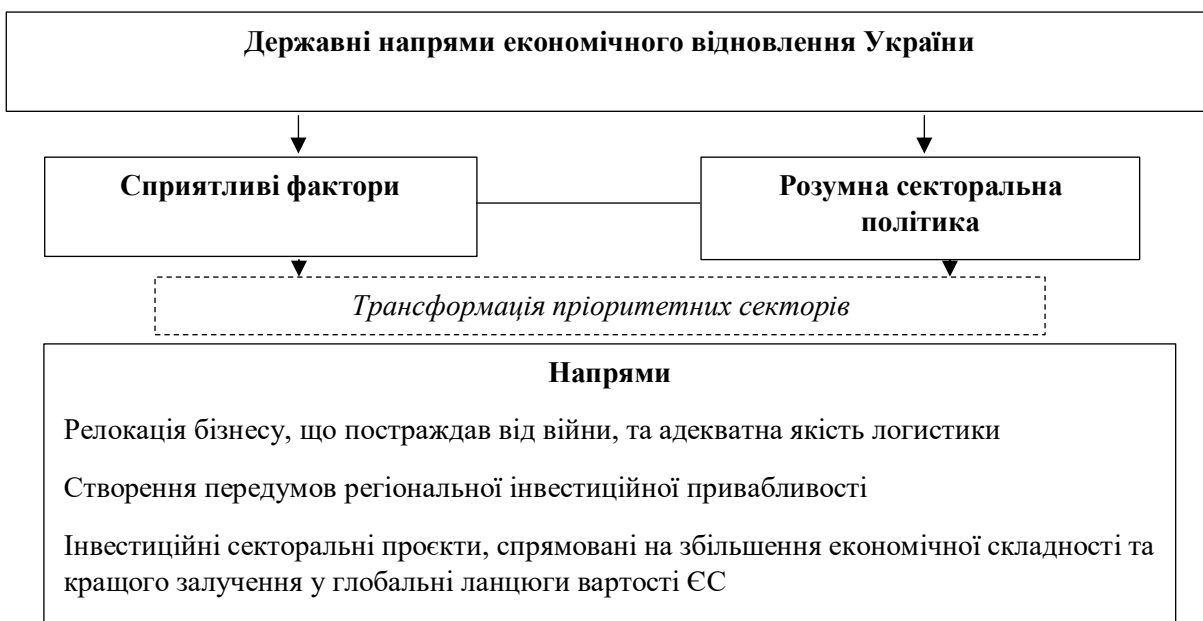 Державні напрями економічного відновлення України
Сприятливі фактори
Розумна секторальна
політика
Трансформація пріоритетних секторів
Напрями
Релокація бізнесу, що постраждав від війни, та адекватна якість логистики
Створення передумов регіональної інвестиційної привабливості
Інвестиційні секторальні проєкти, спрямовані на збільшення економічної складності та
кращого залучення у глобальні ланцюги вартості ЄС